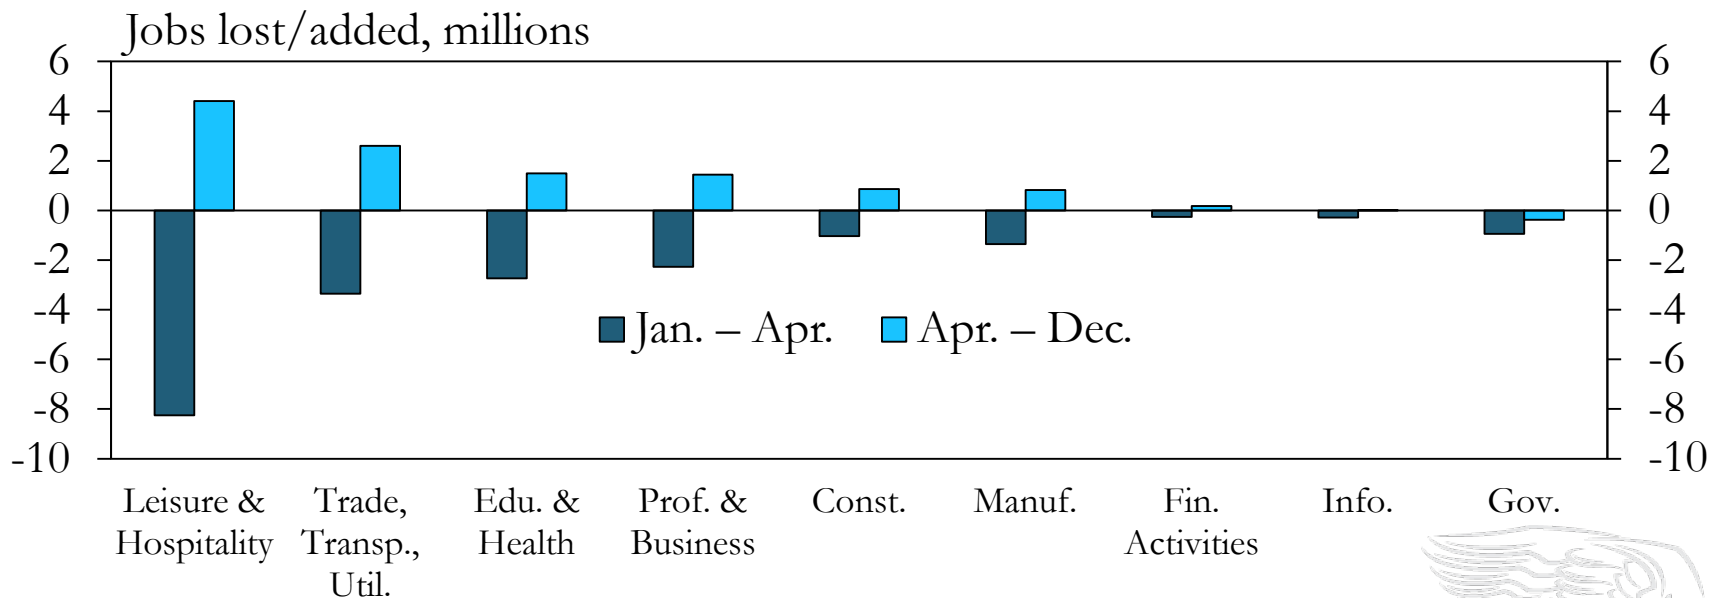 Jobs lost/added, millions
6 6
4 4
2 2
0 0
-2 -2
-4 -4
-6 -6
-8 -8
-10 -10
Jan. – Apr. Apr. – Dec.
Leisure & Trade, Edu. & Prof. & Const. Manuf. Fin. Info. Gov.
Hospitality Transp., Health Business Activities
Util.